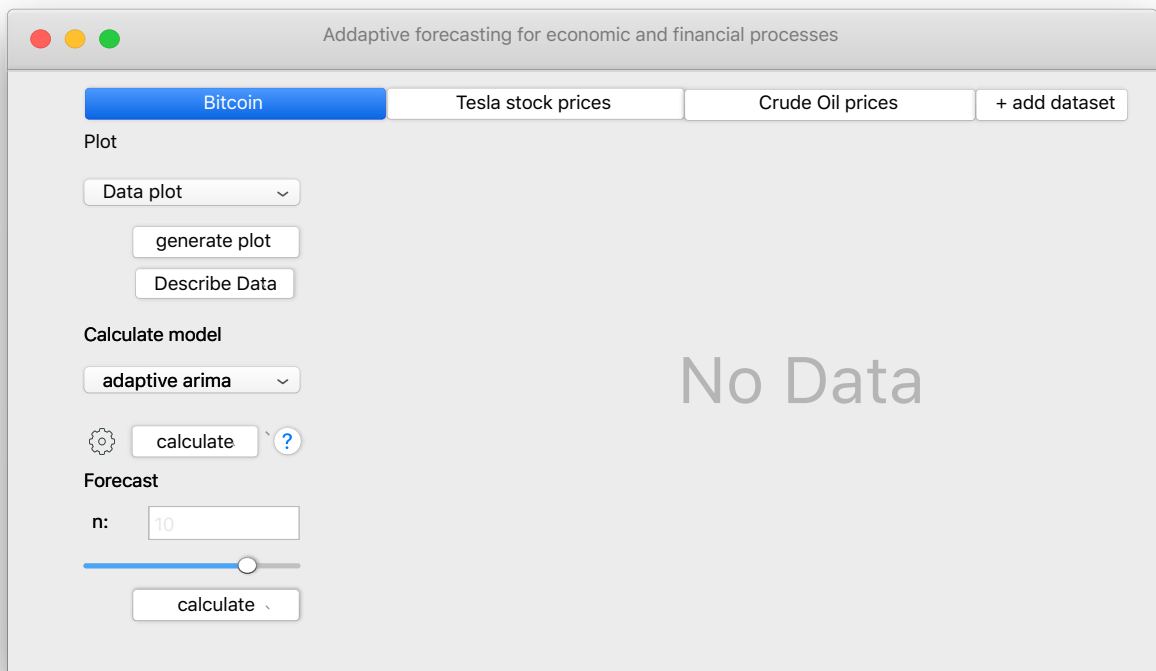 Addaptive forecasting for economic and financial processes
Bitcoin
Tesla stock prices
Crude Oil prices
+ add dataset
Plot
Data plot
generate plot
Describe Data
Calculate model
adaptive arima
calculate
?
Forecast
n:
10
calculate
No Data